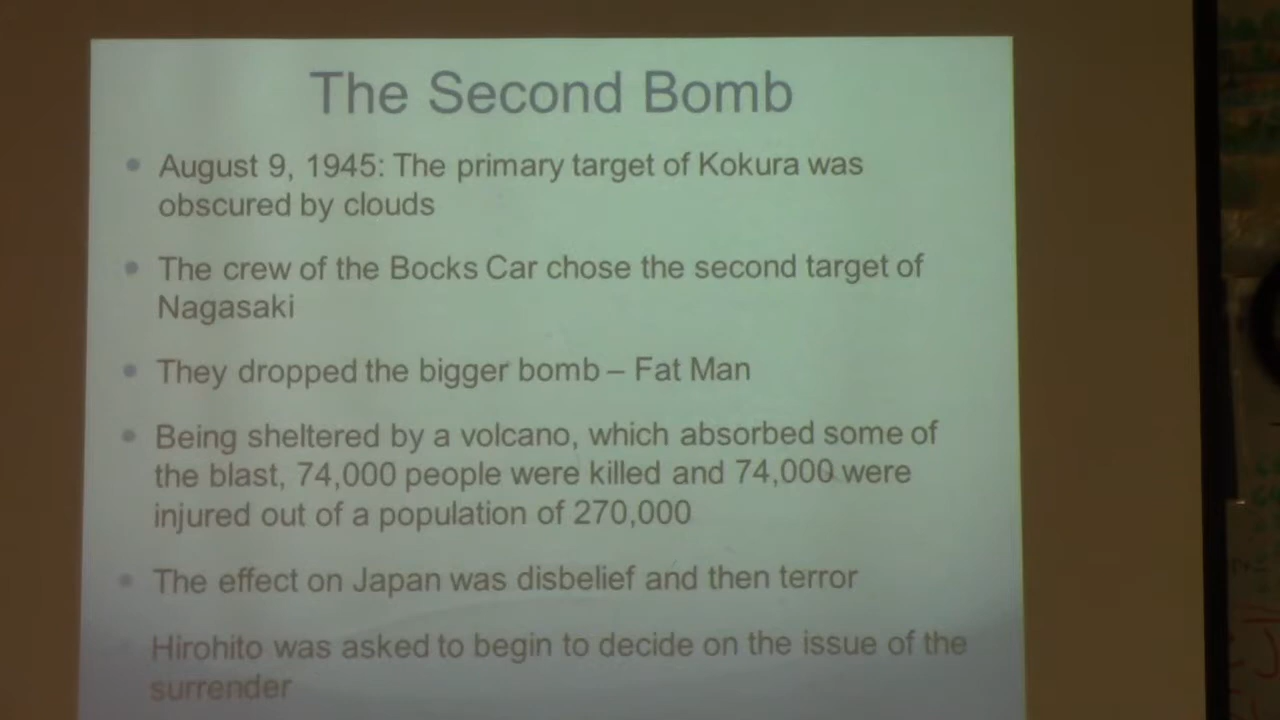 The Second Bomb
August 9, 1945: The primary target of Kokura was
obscured by clouds
The crew of the Bocks Car chose the second target of
Nagasaki
They dropped the bigger bomb – Fat Man
Being sheltered by a volcano, which absorbed some of
the blast, 74,000 people were killed and 74,000 were
injured out of a population of 270,000
The effect on Japan was disbelief and then terror
Hirohito was asked to begin to decide on the issue of the
surrender